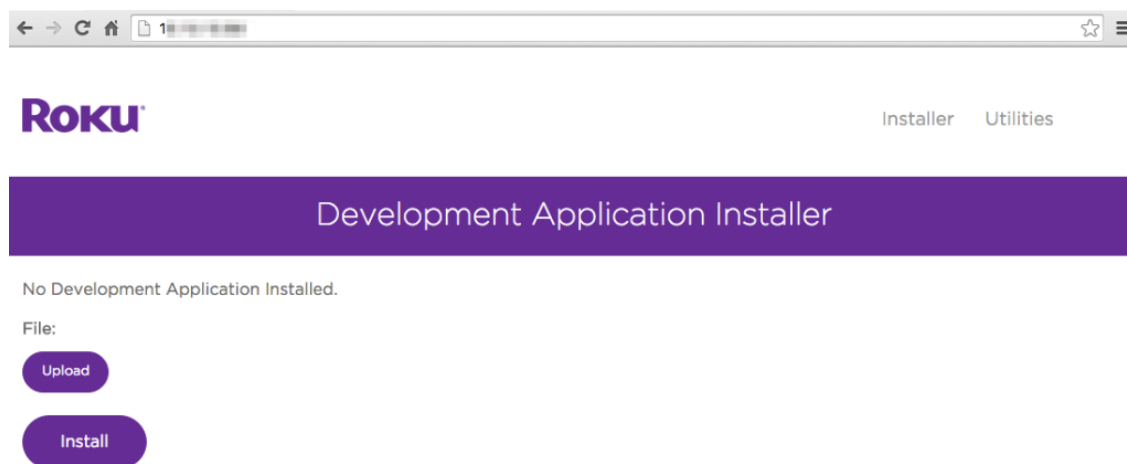 Roku
Installer Utilities
Development Application Installer
No Development Application Installed.
File:
Upload
Install